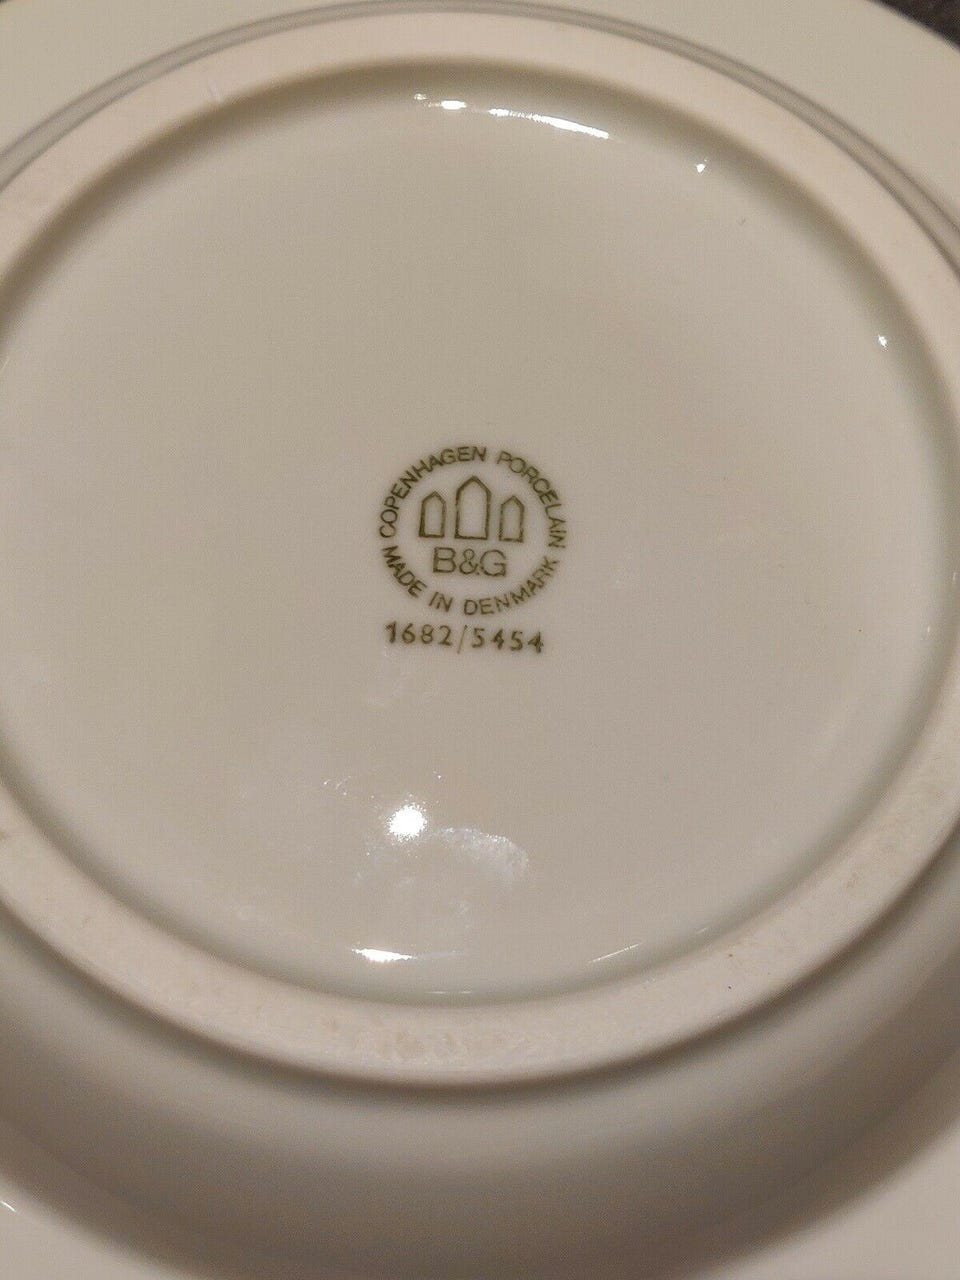 COPENHAGEN PORCELAIN
B&G
MADE IN DENMARK
1682/5454